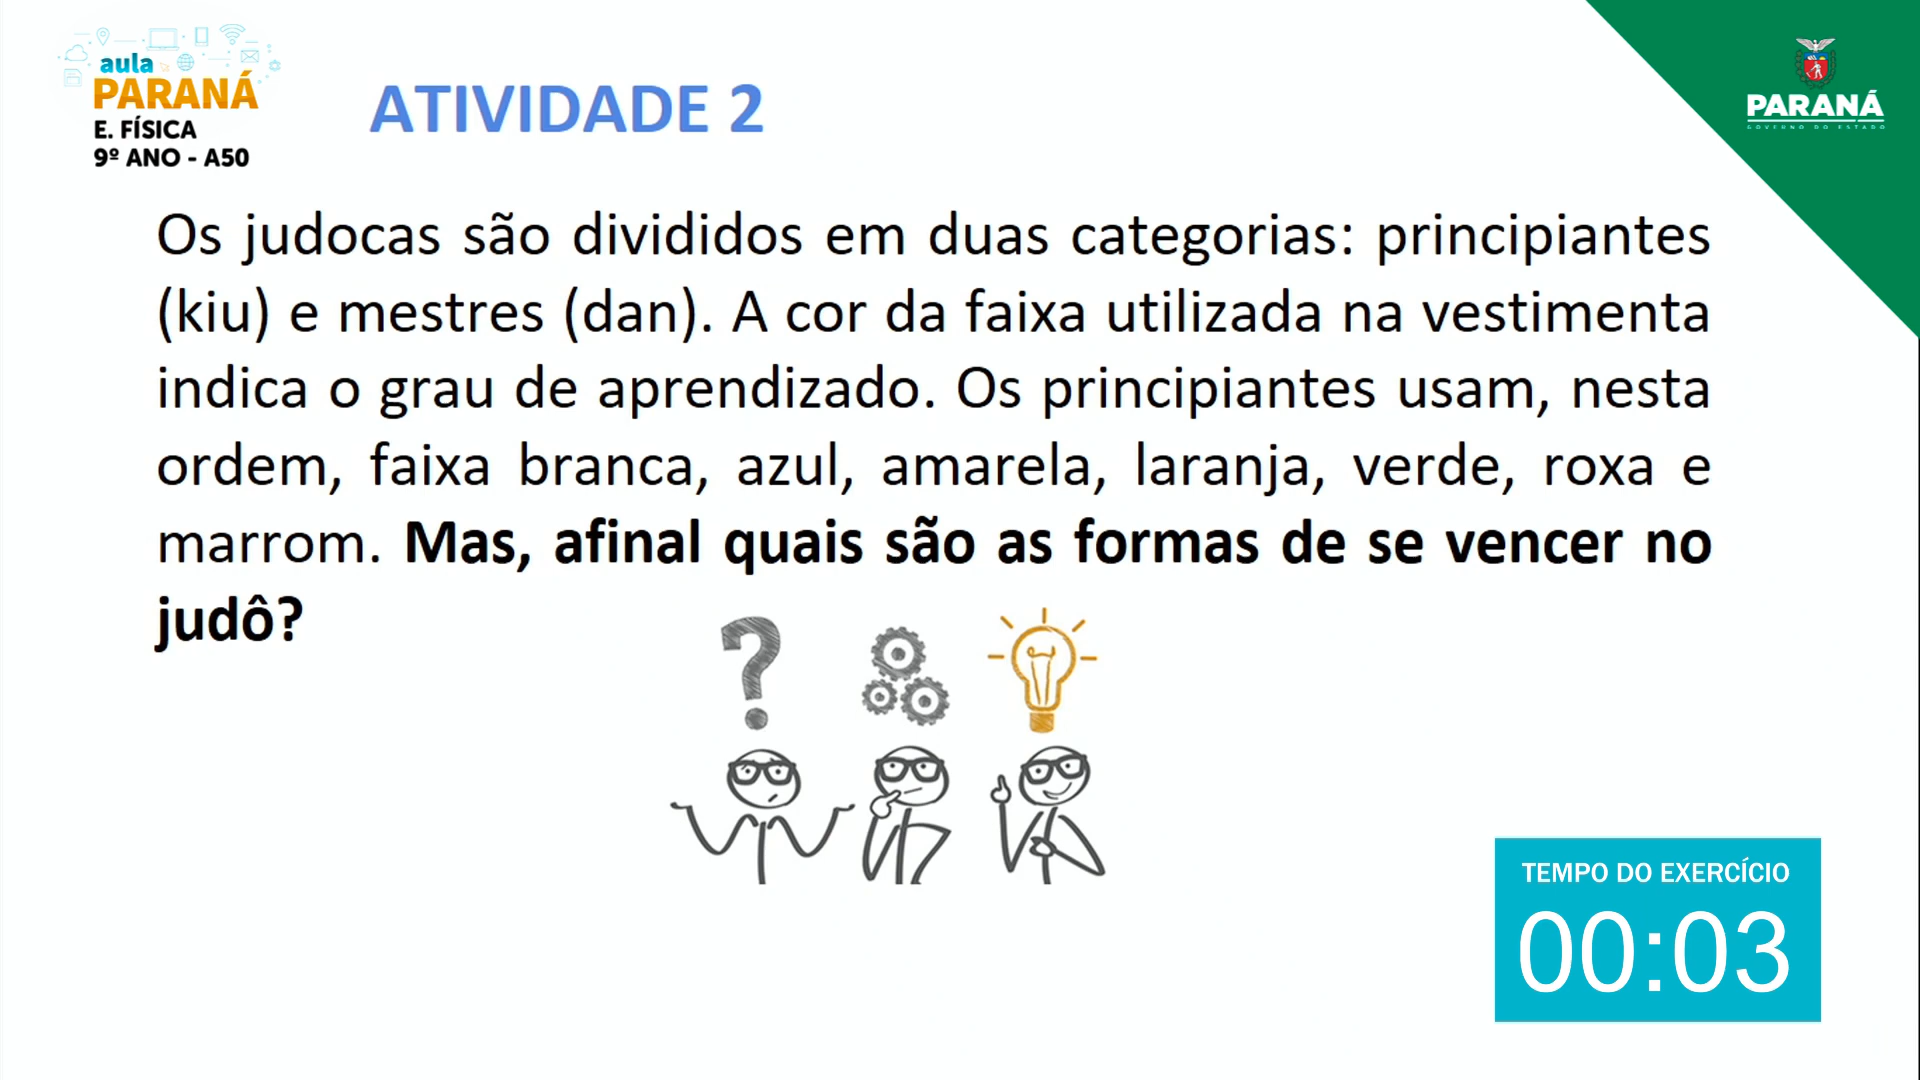 aula
PARANÁ
E. FÍSICA
9º ANO - A50
ATIVIDADE 2
PARANÁ
GOVERNO DO ESTADO
Os judocas são divididos em duas categorias: principiantes
(kiu) e mestres (dan). A cor da faixa utilizada na vestimenta
indica o grau de aprendizado. Os principiantes usam, nesta
ordem, faixa branca, azul, amarela, laranja, verde, roxa e
marrom. Mas, afinal quais são as formas de se vencer no
judô?
TEMPO DO EXERCÍCIO
00:03